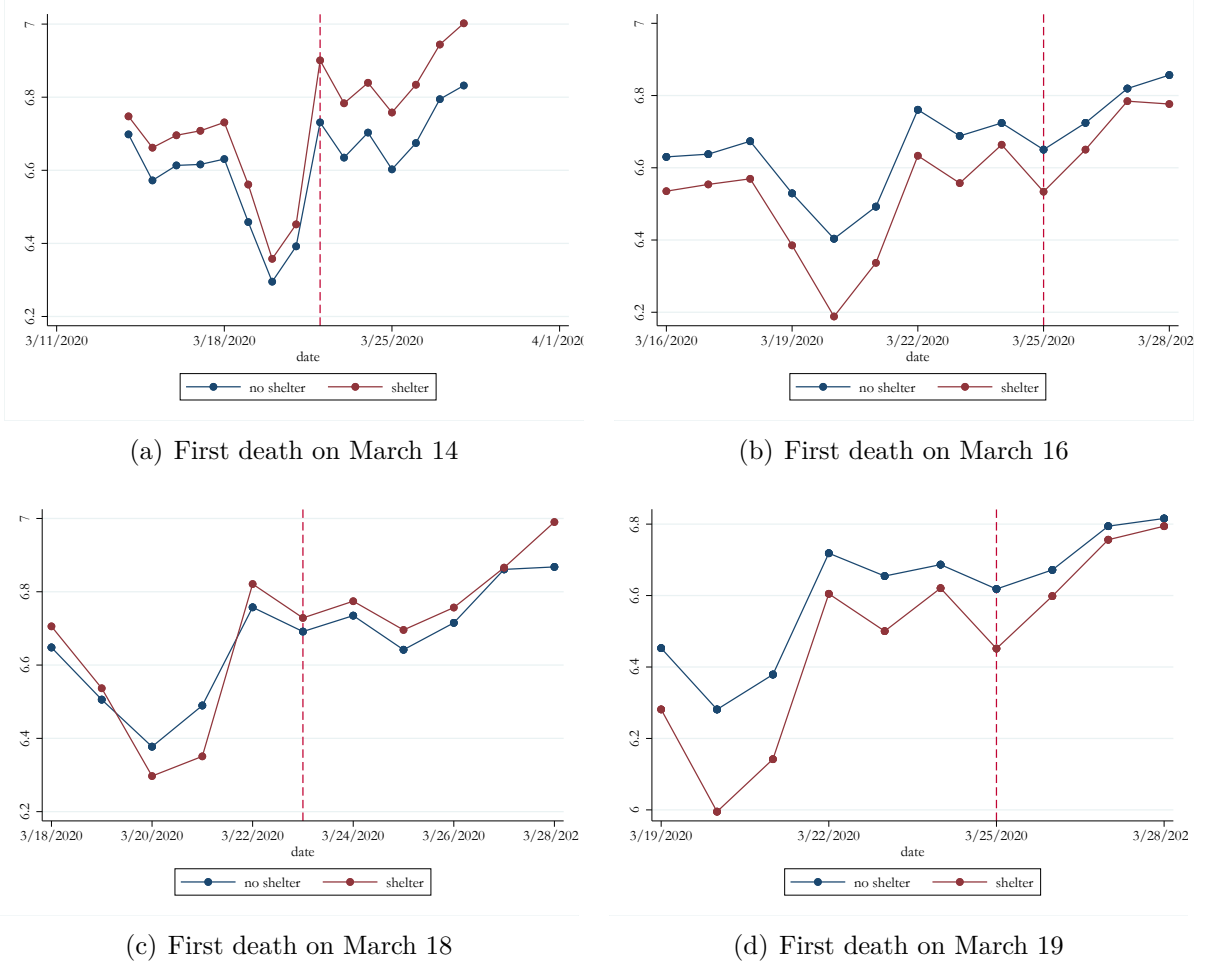 7
6.8
6.6
6.4
6.2
3/11/2020 3/18/2020 3/25/2020 4/1/2020
date
no shelter shelter
(a) First death on March 14
7
6.8
6.6
6.4
6.2
3/16/2020 3/19/2020 3/22/2020 3/25/2020 3/28/202
date
no shelter shelter
(b) First death on March 16
7
6.8
6.6
6.4
6.2
3/18/2020 3/20/2020 3/22/2020 3/24/2020 3/26/2020 3/28/202
date
no shelter shelter
(c) First death on March 18
6.8
6.6
6.4
6.2
6
3/19/2020 3/22/2020 3/25/2020 3/28/202
date
no shelter shelter
(d) First death on March 19